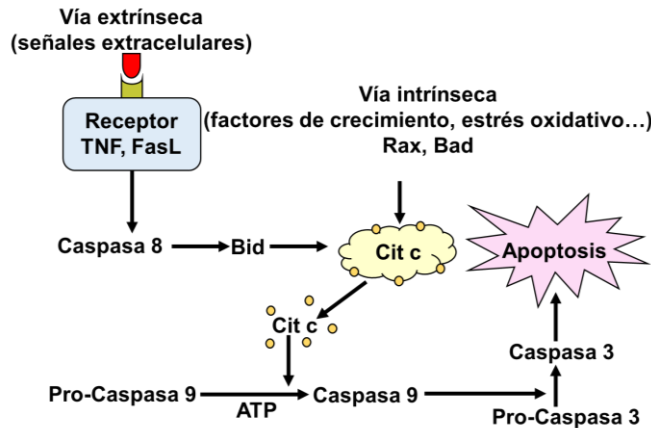 Vía extrínseca
(señales extracelulares)
Receptor
TNF, FasL
Vía intrínseca
(factores de crecimiento, estrés oxidativo…)
Rax, Bad
Caspasa 8
Bid
Cit c
Apoptosis
Cit c
Caspasa 3
Pro-Caspasa 9
ATP
Caspasa 9
Pro-Caspasa 3